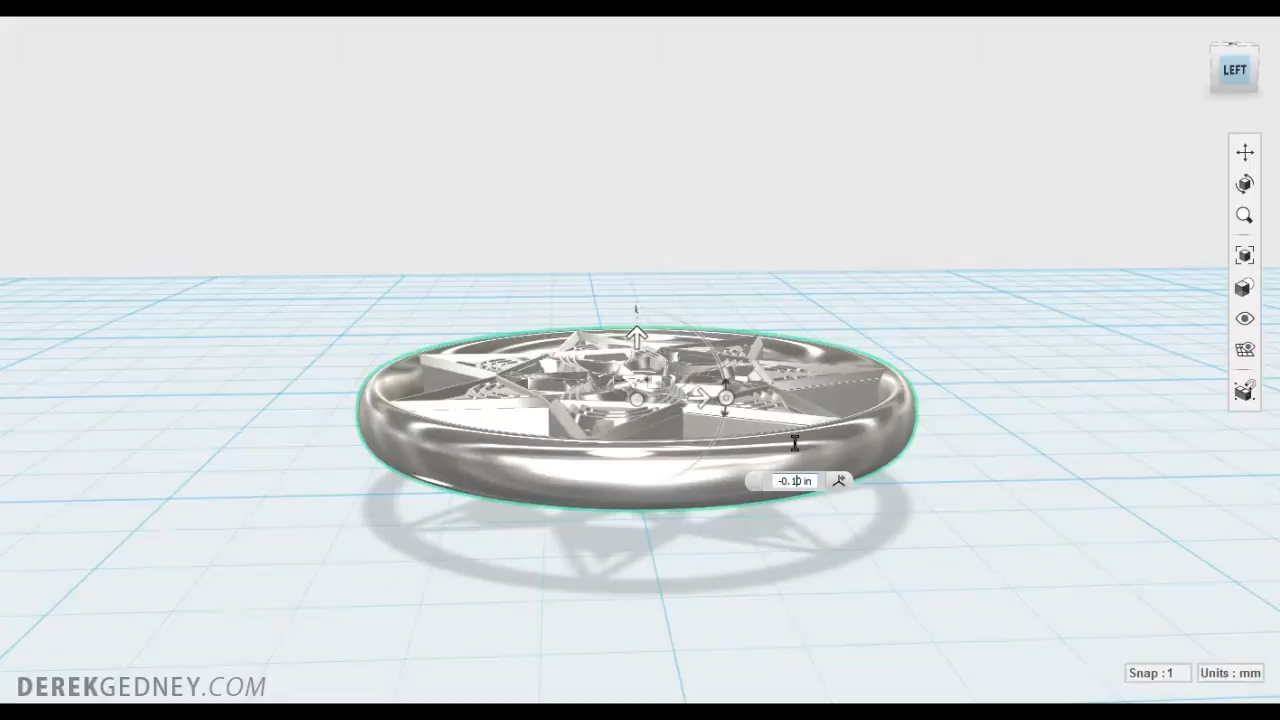 LEFT
-0.10 in
Snap : 1
Units : mm
DEREKGEDNEY.COM